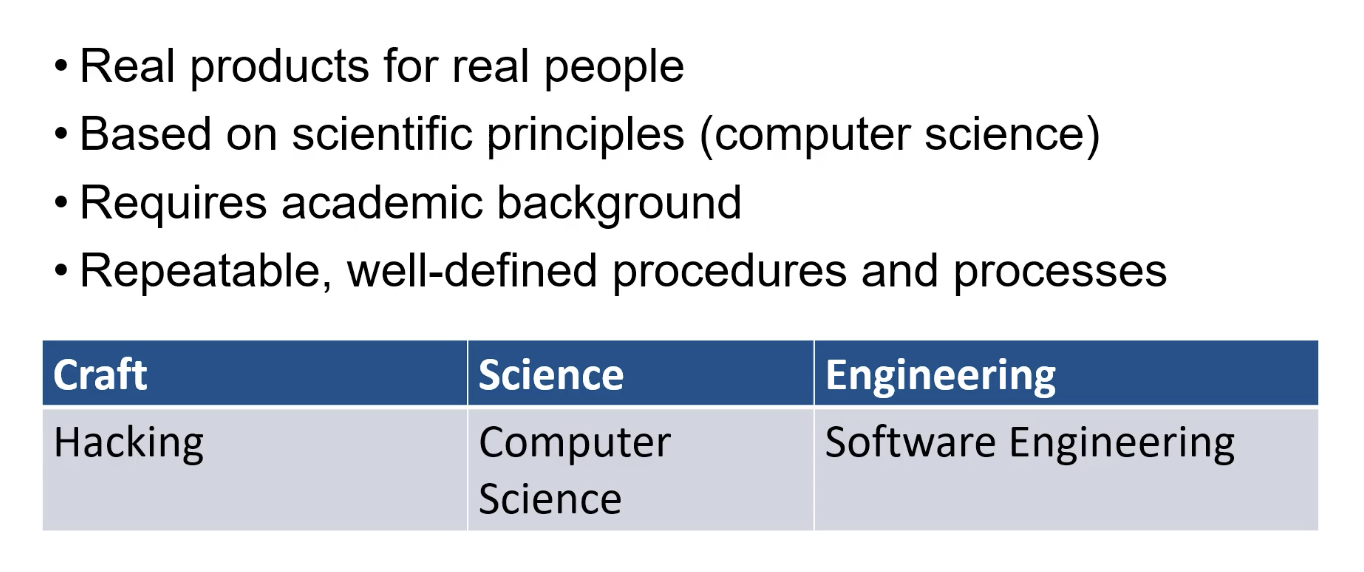 • Real products for real people
• Based on scientific principles (computer science)
• Requires academic background
• Repeatable, well-defined procedures and processes
Craft Science Engineering
Hacking Computer Software Engineering
Science